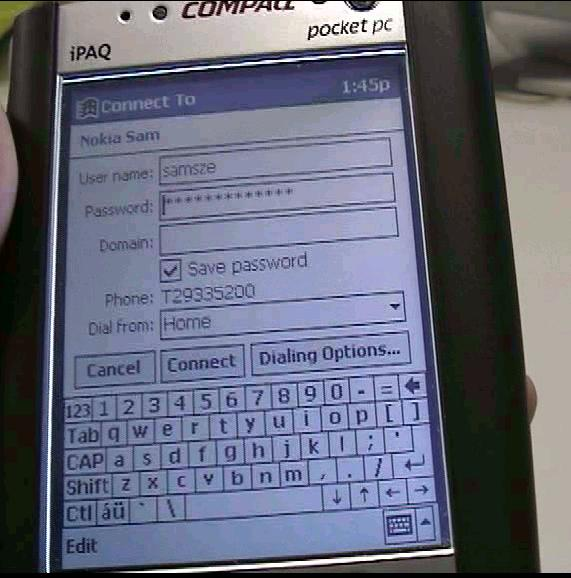 COMPAQ
iPAQ pocket pc
Connect To 1:45p
Nokia Sam
User name: samsze
Password: *************
Domain:
Save password
Phone: T29335200
Dial from: Home
Cancel Connect Dialing Options...
123 1 2 3 4 5 6 7 8 9 0 - =
Tab q w e r t y u i o p [ ]
CAP a s d f g h j k l ; '
Shift z x c v b n m , . /
Ctl áü ` \
Edit